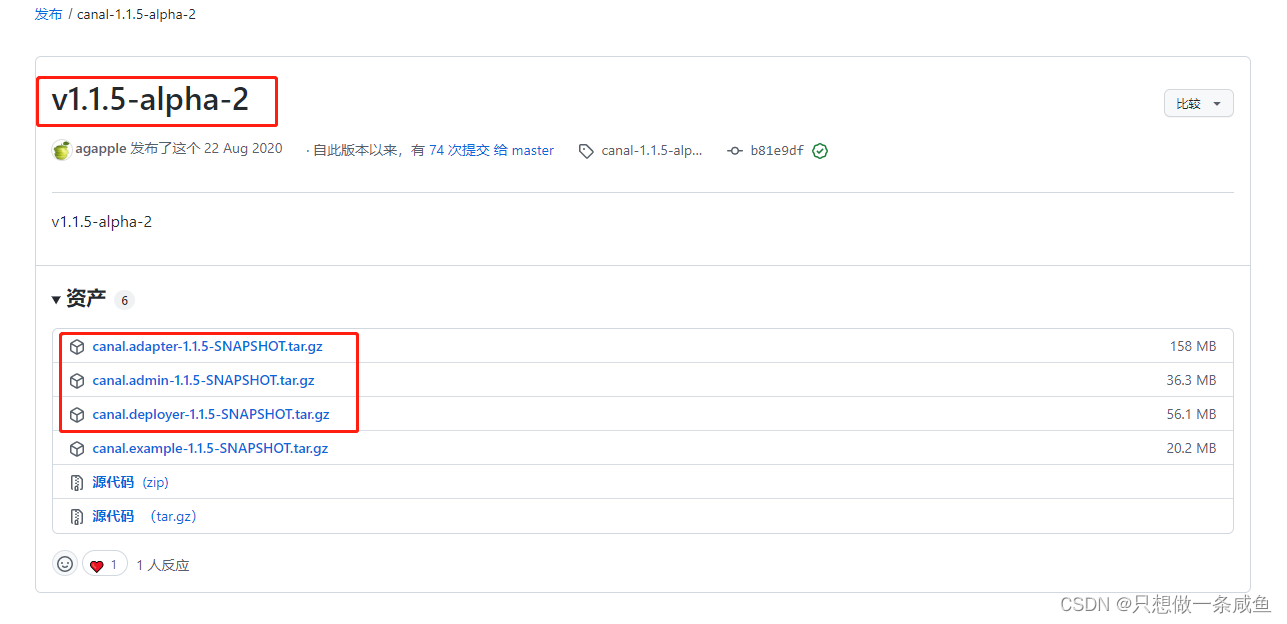 发布 / canal-1.1.5-alpha-2
v1.1.5-alpha-2
比较
agapple 发布了这个 22 Aug 2020 · 自此版本以来，有 74 次提交 给 master canal-1.1.5-alp... b81e9df
v1.1.5-alpha-2
资产 6
canal.adapter-1.1.5-SNAPSHOT.tar.gz 158 MB
canal.admin-1.1.5-SNAPSHOT.tar.gz 36.3 MB
canal.deployer-1.1.5-SNAPSHOT.tar.gz 56.1 MB
canal.example-1.1.5-SNAPSHOT.tar.gz 20.2 MB
源代码 (zip)
源代码 （tar.gz）
1 1 人反应
CSDN @只想做一条咸鱼